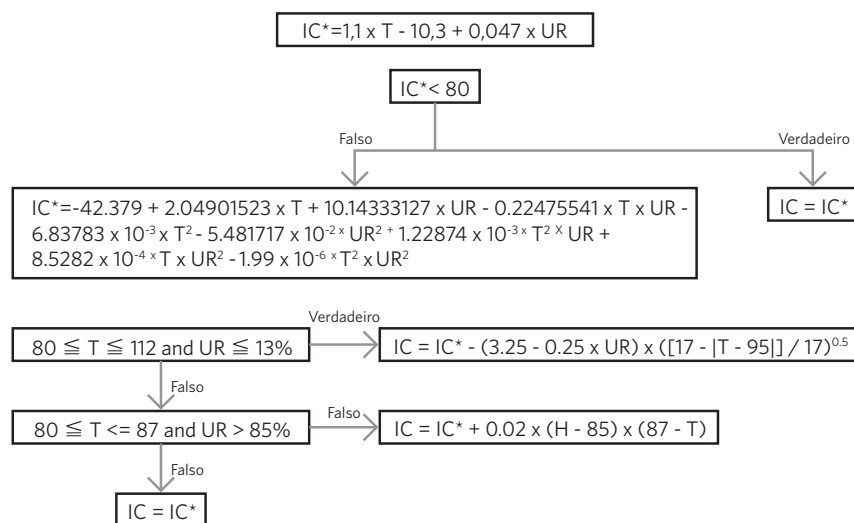 IC*=1,1 x T - 10,3 + 0,047 x UR
IC*< 80
Falso
Verdadeiro
IC*=-42.379 + 2.04901523 x T + 10.14333127 x UR - 0.22475541 x T x UR -
6.83783 x 10⁻³ x T² - 5.481717 x 10⁻² ˣ UR² ⁺ 1.22874 x 10⁻³ ˣ T² ˣ UR +
8.5282 x 10⁻⁴ ˣ T x UR² - 1.99 x 10⁻⁶ ˣ T² x UR²
IC = IC*
80 ≦ T ≦ 112 and UR ≦ 13%
Verdadeiro
IC = IC* - (3.25 - 0.25 x UR) x ([17 - |T - 95|] / 17)⁰·⁵
Falso
80 ≦ T <= 87 and UR > 85%
Falso
IC = IC* + 0.02 x (H - 85) x (87 - T)
Falso
IC = IC*